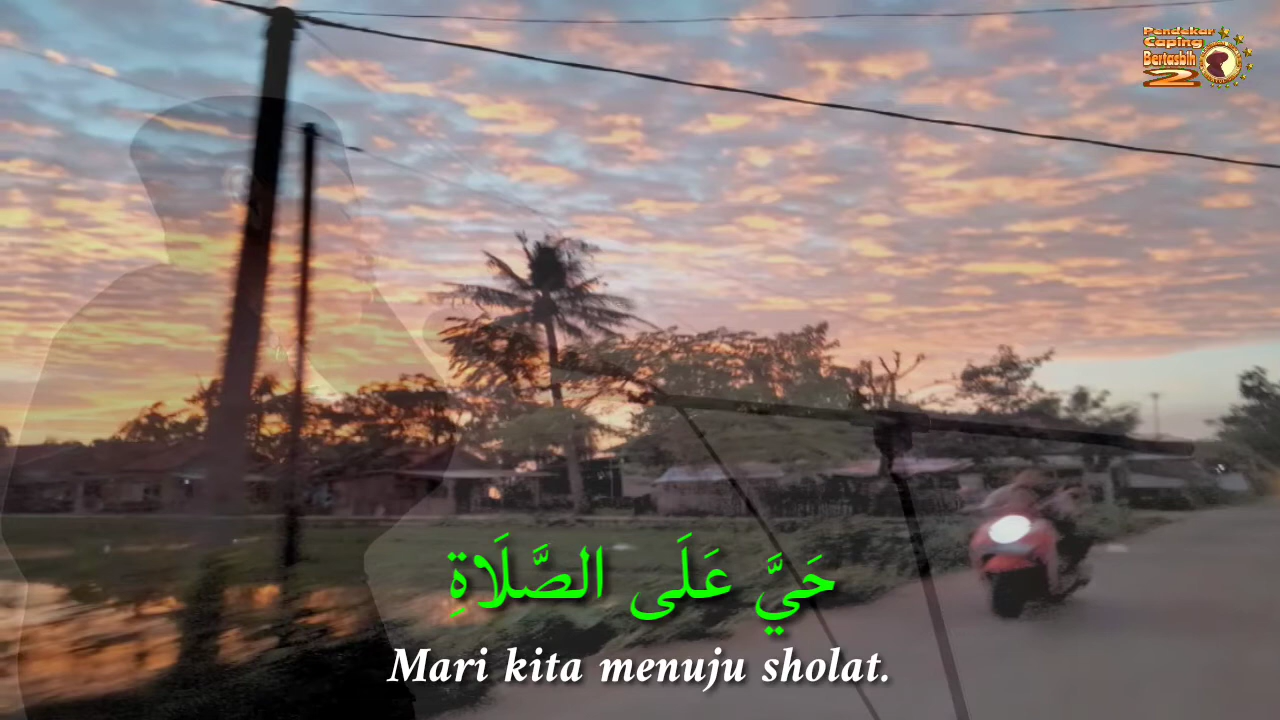 Pendekar
Caping
Bertasbih
2
حَيَّ عَلَى الصَّلَاةِ
Mari kita menuju sholat.